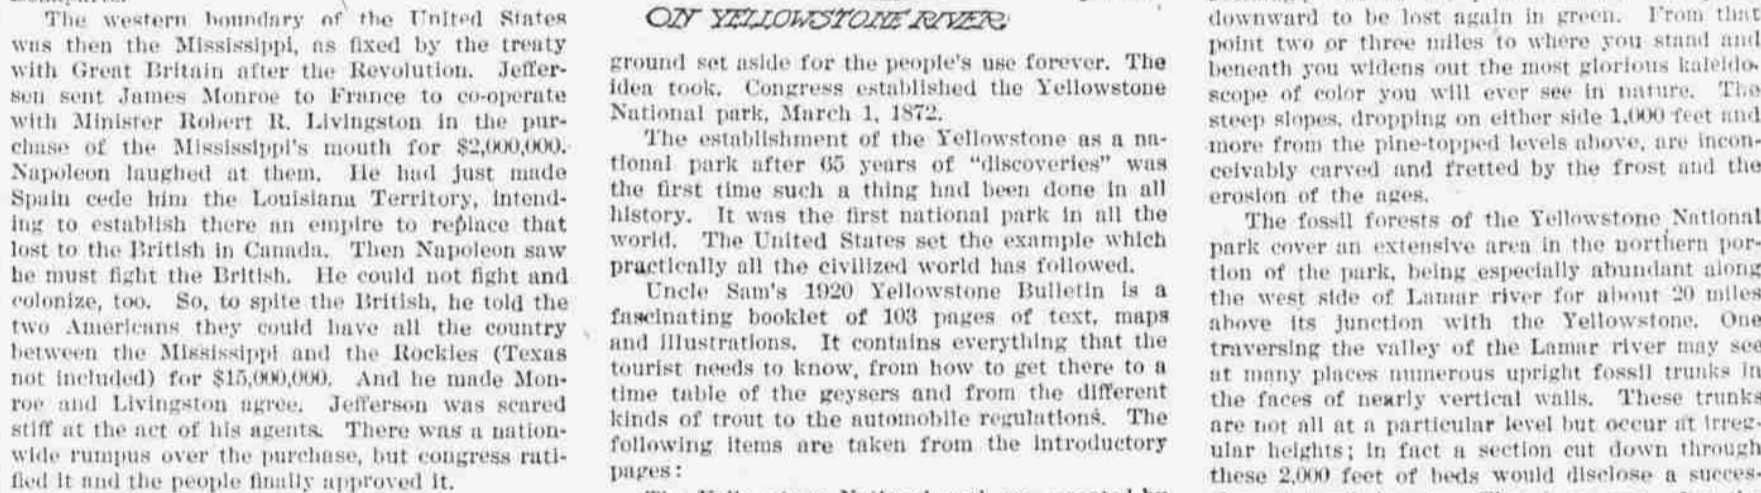 The western boundary of the United States
was then the Mississippi, as fixed by the treaty
with Great Britain after the Revolution. Jeffer-
son sent James Monroe to France to co-operate
with Minister Robert R. Livingston in the pur-
chase of the Mississippi's mouth for $2,000,000.
Napoleon laughed at them. He had just made
Spain cede him the Louisiana Territory, intend-
ing to establish there an empire to replace that
lost to the British in Canada. Then Napoleon saw
he must fight the British. He could not fight and
colonize, too. So, to spite the British, he told the
two Americans they could have all the country
between the Mississippi and the Rockies (Texas
not included) for $15,000,000. And he made Mon-
roe and Livingston agree. Jefferson was scared
stiff at the act of his agents. There was a nation-
wide rumpus over the purchase, but congress rati-
fied it and the people finally approved it.
ON YELLOWSTONE RIVER
ground set aside for the people's use forever. The
idea took. Congress established the Yellowstone
National park, March 1, 1872.
The establishment of the Yellowstone as a na-
tional park after 65 years of "discoveries" was
the first time such a thing had been done in all
history. It was the first national park in all the
world. The United States set the example which
practically all the civilized world has followed.
Uncle Sam's 1920 Yellowstone Bulletin is a
fascinating booklet of 103 pages of text, maps
and illustrations. It contains everything that the
tourist needs to know, from how to get there to a
time table of the geysers and from the different
kinds of trout to the automobile regulations. The
following items are taken from the introductory
pages:
downward to be lost again in green. From that
point two or three miles to where you stand and
beneath you widens out the most glorious kaleido-
scope of color you will ever see in nature. The
steep slopes, dropping on either side 1,000 feet and
more from the pine-topped levels above, are incon-
ceivably carved and fretted by the frost and the
erosion of the ages.
The fossil forests of the Yellowstone National
park cover an extensive area in the northern por-
tion of the park, being especially abundant along
the west side of Lamar river for about 20 miles
above its junction with the Yellowstone. One
traversing the valley of the Lamar river may see
at many places numerous upright fossil trunks in
the faces of nearly vertical walls. These trunks
are not all at a particular level but occur at irreg-
ular heights; in fact a section cut down through
these 2,000 feet of beds would disclose a succes-